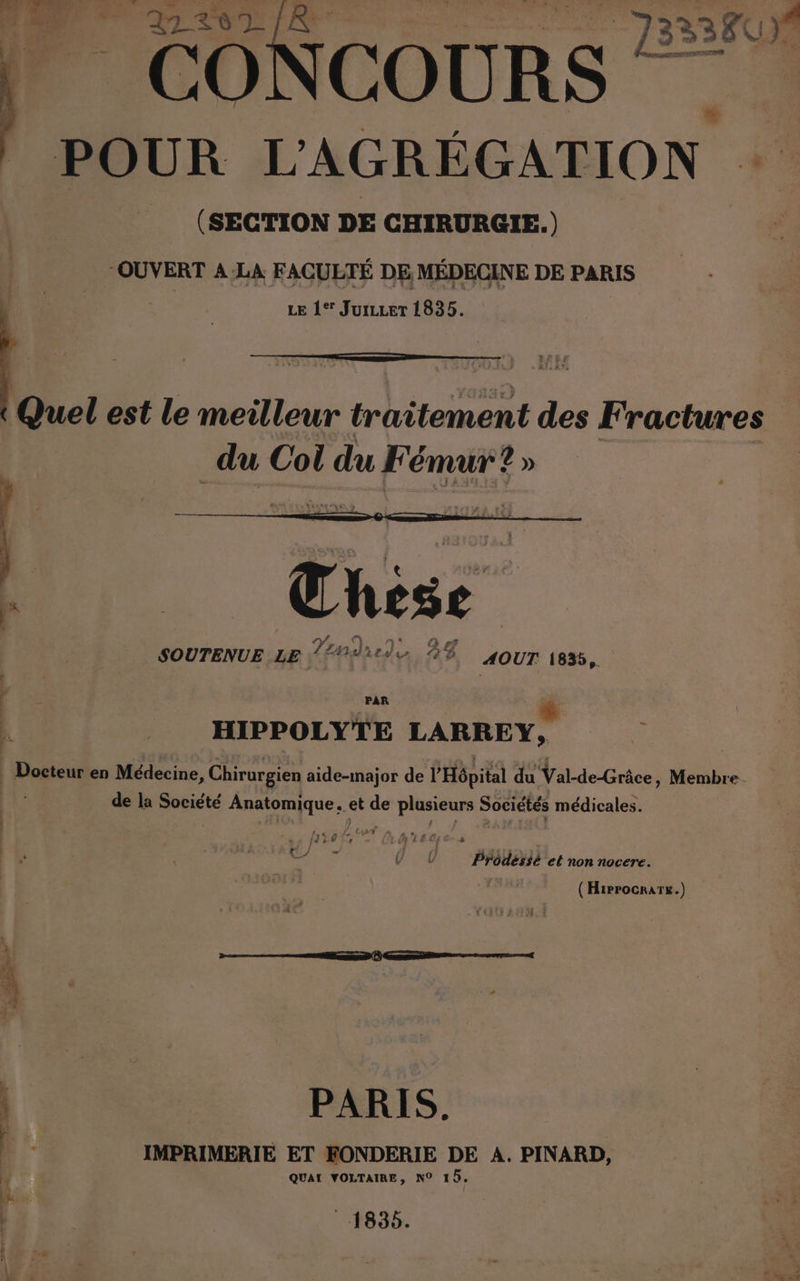 CONCOURS
POUR L'AGRÉGATION
(SECTION DE CHIRURGIE.)
OUVERT A LA FACULTÉ DE MÉDECINE DE PARIS
LE 1er JUILLET 1835.
« Quel est le meilleur traitement des Fractures
du Col du Fémur? »
Thèse
SOUTENUE LE Vendredi 28 AOUT 1835,
PAR
HIPPOLYTE LARREY,
Docteur en Médecine, Chirurgien aide-major de l'Hôpital du Val-de-Grâce, Membre
de la Société Anatomique, et de plusieurs Sociétés médicales.
Prodesse et non nocere.
(HIPPOCRATE.)
PARIS.
IMPRIMERIE ET FONDERIE DE A. PINARD,
QUAI VOLTAIRE, N° 15.
1835.